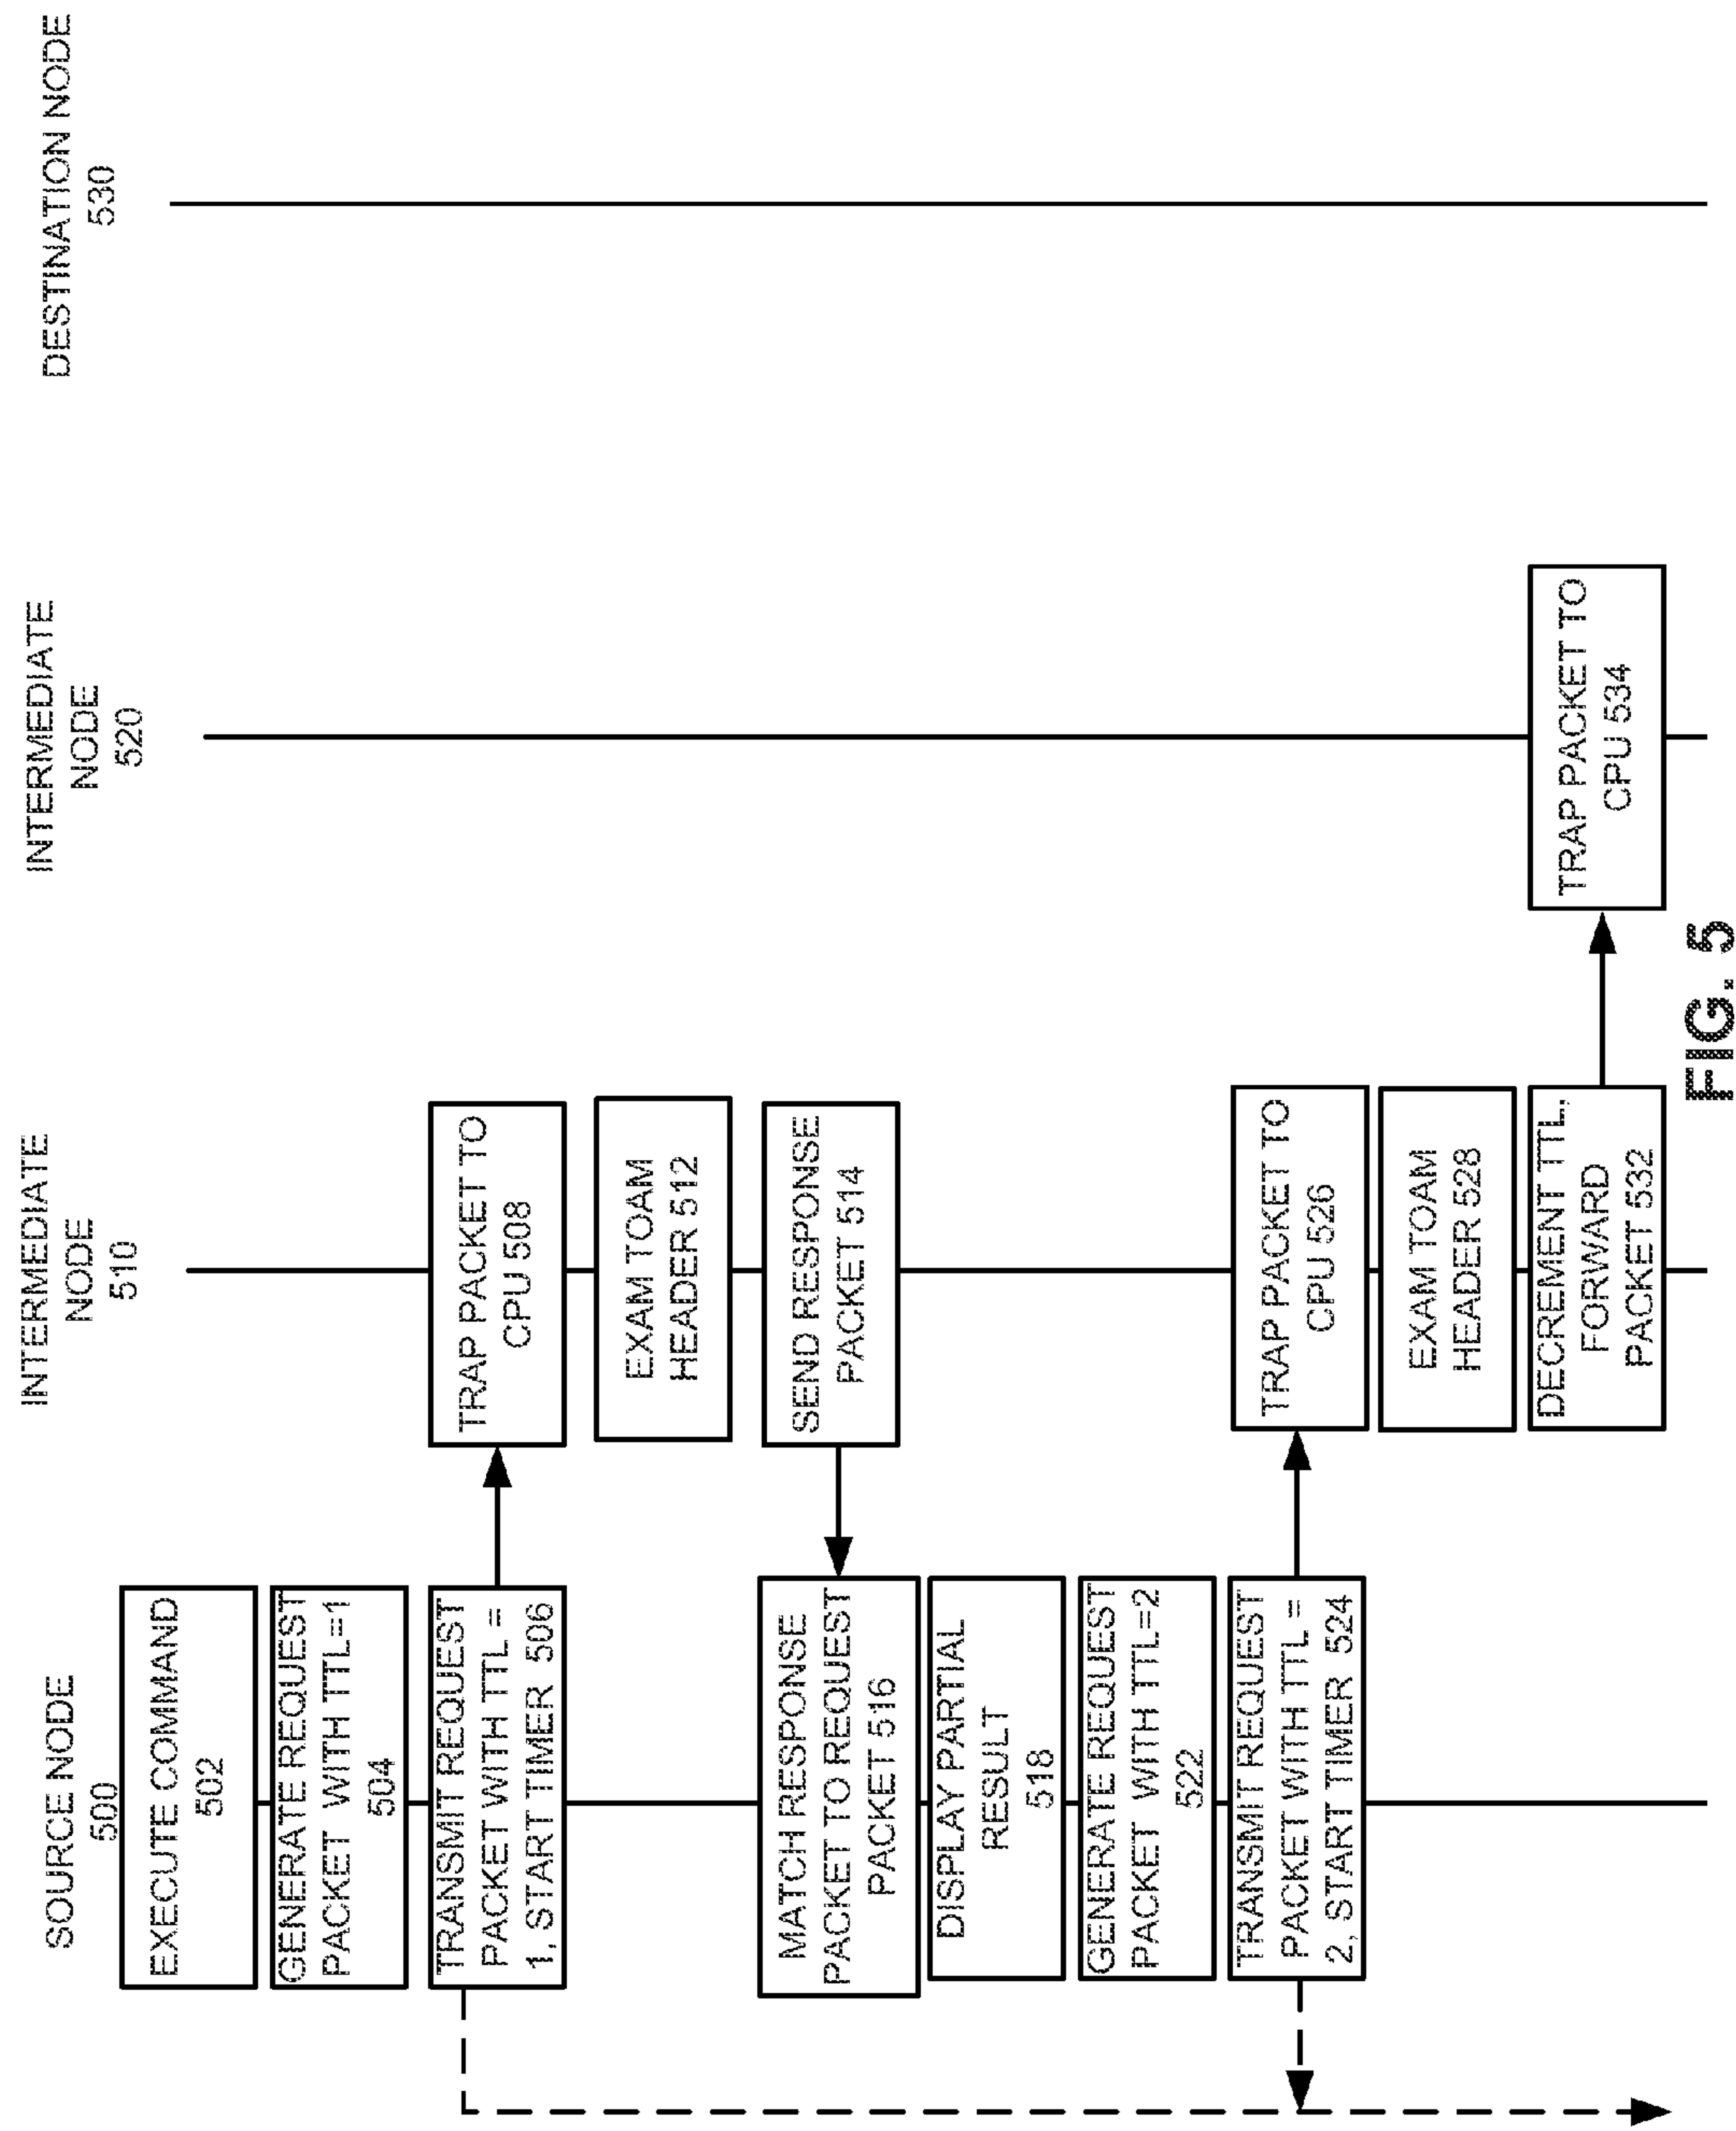 SOURCE NODE
500
INTERMEDIATE
NODE
510
INTERMEDIATE
NODE
520
DESTINATION NODE
530
EXECUTE COMMAND
502
GENERATE REQUEST
PACKET WITH TTL=1
504
TRANSMIT REQUEST
PACKET WITH TTL =
1, START TIMER 506
TRAP PACKET TO
CPU 508
EXAM TOAM
HEADER 512
SEND RESPONSE
PACKET 514
MATCH RESPONSE
PACKET TO REQUEST
PACKET 516
DISPLAY PARTIAL
RESULT
518
GENERATE REQUEST
PACKET WITH TTL=2
522
TRANSMIT REQUEST
PACKET WITH TTL =
2, START TIMER 524
TRAP PACKET TO
CPU 526
EXAM TOAM
HEADER 528
DECREMENT TTL,
FORWARD
PACKET 532
TRAP PACKET TO
CPU 534
FIG. 5